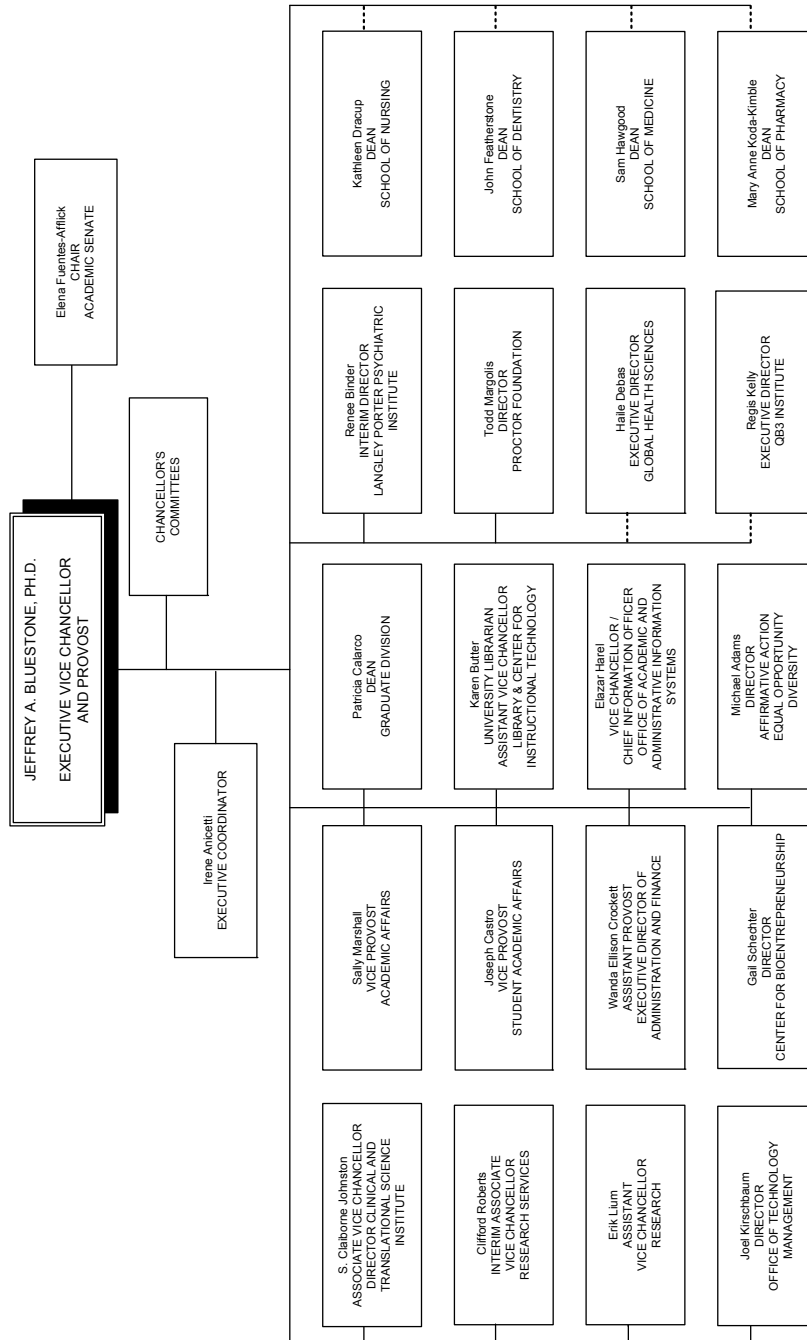 JEFFREY A. BLUESTONE, PH.D.
EXECUTIVE VICE CHANCELLOR
AND PROVOST
Elena Fuentes-Afflick
CHAIR
ACADEMIC SENATE
CHANCELLOR'S
COMMITTEES
Irene Anicetti
EXECUTIVE COORDINATOR
S. Claiborne Johnston
ASSOCIATE VICE CHANCELLOR
DIRECTOR CLINICAL AND
TRANSLATIONAL SCIENCE
INSTITUTE
Sally Marshall
VICE PROVOST
ACADEMIC AFFAIRS
Patricia Calarco
DEAN
GRADUATE DIVISION
Renee Binder
INTERIM DIRECTOR
LANGLEY PORTER PSYCHIATRIC
INSTITUTE
Kathleen Dracup
DEAN
SCHOOL OF NURSING
Clifford Roberts
INTERIM ASSOCIATE
VICE CHANCELLOR
RESEARCH SERVICES
Joseph Castro
VICE PROVOST
STUDENT ACADEMIC AFFAIRS
Karen Butter
UNIVERSITY LIBRARIAN
ASSISTANT VICE CHANCELLOR
LIBRARY & CENTER FOR
INSTRUCTIONAL TECHNOLOGY
Todd Margolis
DIRECTOR
PROCTOR FOUNDATION
John Featherstone
DEAN
SCHOOL OF DENTISTRY
Erik Lium
ASSISTANT
VICE CHANCELLOR
RESEARCH
Wanda Ellison Crockett
ASSISTANT PROVOST
EXECUTIVE DIRECTOR OF
ADMINISTRATION AND FINANCE
Elazar Harel
VICE CHANCELLOR /
CHIEF INFORMATION OFFICER
OFFICE OF ACADEMIC AND
ADMINISTRATIVE INFORMATION
SYSTEMS
Haile Debas
EXECUTIVE DIRECTOR
GLOBAL HEALTH SCIENCES
Sam Hawgood
DEAN
SCHOOL OF MEDICINE
Joel Kirschbaum
DIRECTOR
OFFICE OF TECHNOLOGY
MANAGEMENT
Gail Schechter
DIRECTOR
CENTER FOR BIOENTREPRENEURSHIP
Michael Adams
DIRECTOR
AFFIRMATIVE ACTION
EQUAL OPPORTUNITY
DIVERSITY
Regis Kelly
EXECUTIVE DIRECTOR
QB3 INSTITUTE
Mary Anne Koda-Kimble
DEAN
SCHOOL OF PHARMACY